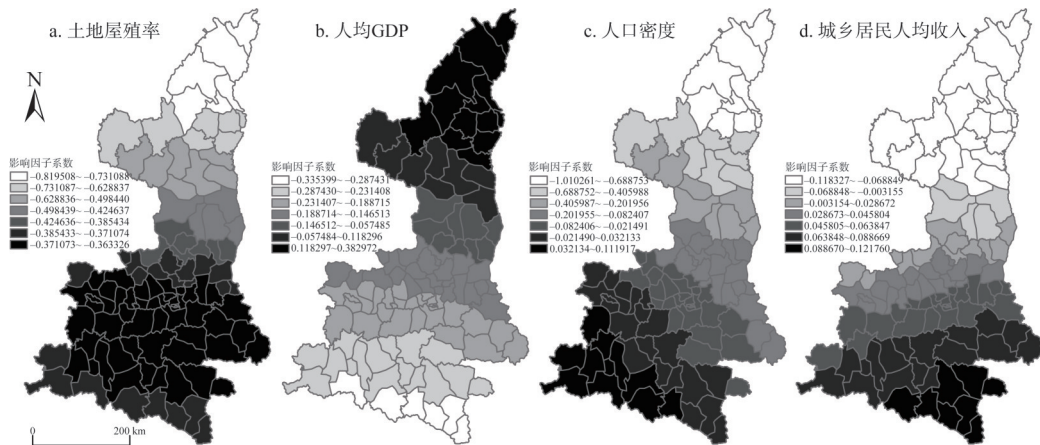 a. 土地屋殖率
b. 人均GDP
c. 人口密度
d. 城乡居民人均收入
N
影响因子系数
-0.819508~ -0.731088
-0.731087~ -0.628837
-0.628836~ -0.498440
-0.498439~ -0.424637
-0.424636~ -0.385434
-0.385433~ -0.371074
-0.371073~ -0.363326
影响因子系数
-0.335399~ -0.287431
-0.287430~ -0.231408
-0.231407~ -0.188715
-0.188714~ -0.146513
-0.146512~ -0.057485
-0.057484~ 0.118296
0.118297~ 0.382972
影响因子系数
-1.010261~ -0.688753
-0.688752~ -0.405988
-0.405987~ -0.201956
-0.201955~ -0.082407
-0.082406~ -0.021491
-0.021490~ 0.032133
0.032134~ 0.111917
影响因子系数
-0.118327~ -0.068849
-0.068848~ -0.003155
-0.003154~ 0.028672
0.028673~ 0.045804
0.045805~ 0.063847
0.063848~ 0.088669
0.088670~ 0.121760
0 200 km